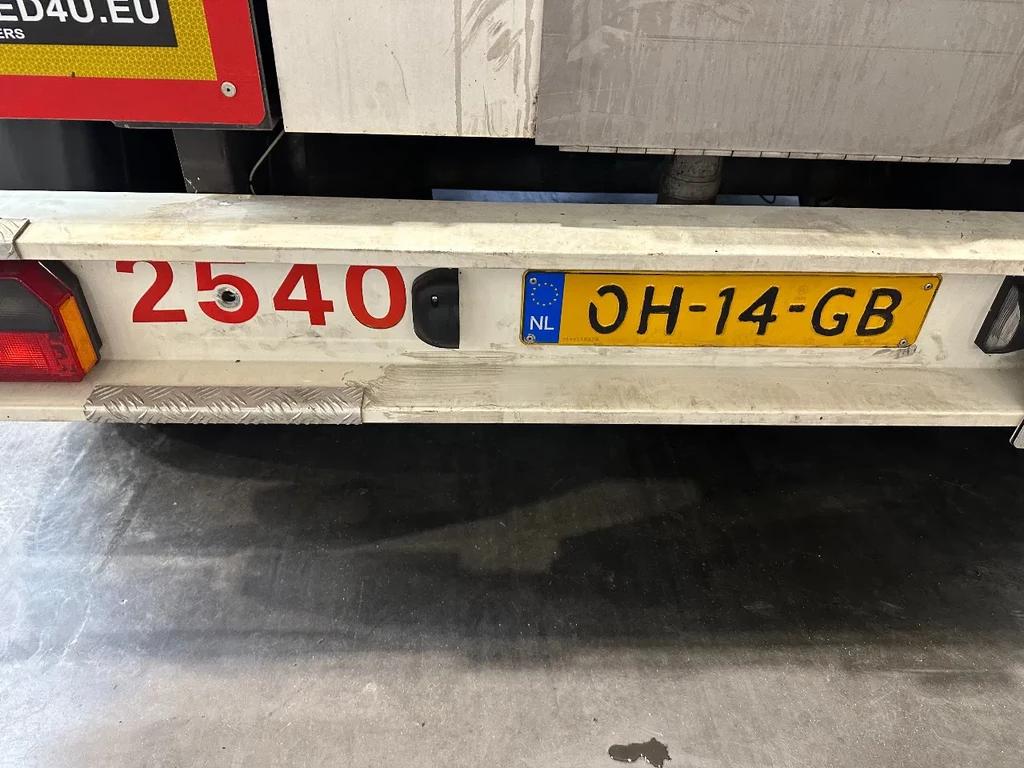 ED4U.EU
ERS
2540
NL OH-14-GB